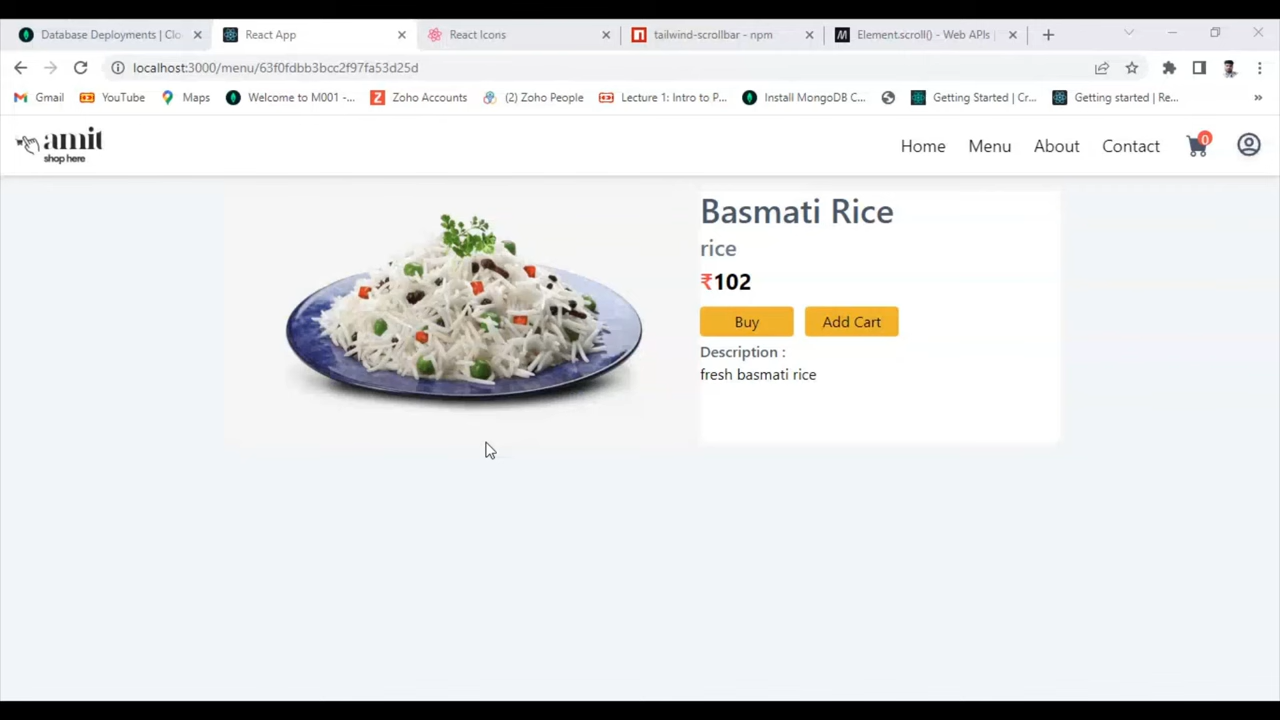 Database Deployments | Clo
React App
React Icons
tailwind-scrollbar - npm
Element.scroll() - Web APIs |
localhost:3000/menu/63f0fdbb3bcc2f97fa53d25d
Gmail
YouTube
Maps
Welcome to M001 -...
Zoho Accounts
(2) Zoho People
Lecture 1: Intro to P...
Install MongoDB C...
Getting Started | Cr...
Getting started | Re...
»
amit
shop here
Home
Menu
About
Contact
0
Basmati Rice
rice
₹102
Buy
Add Cart
Description :
fresh basmati rice